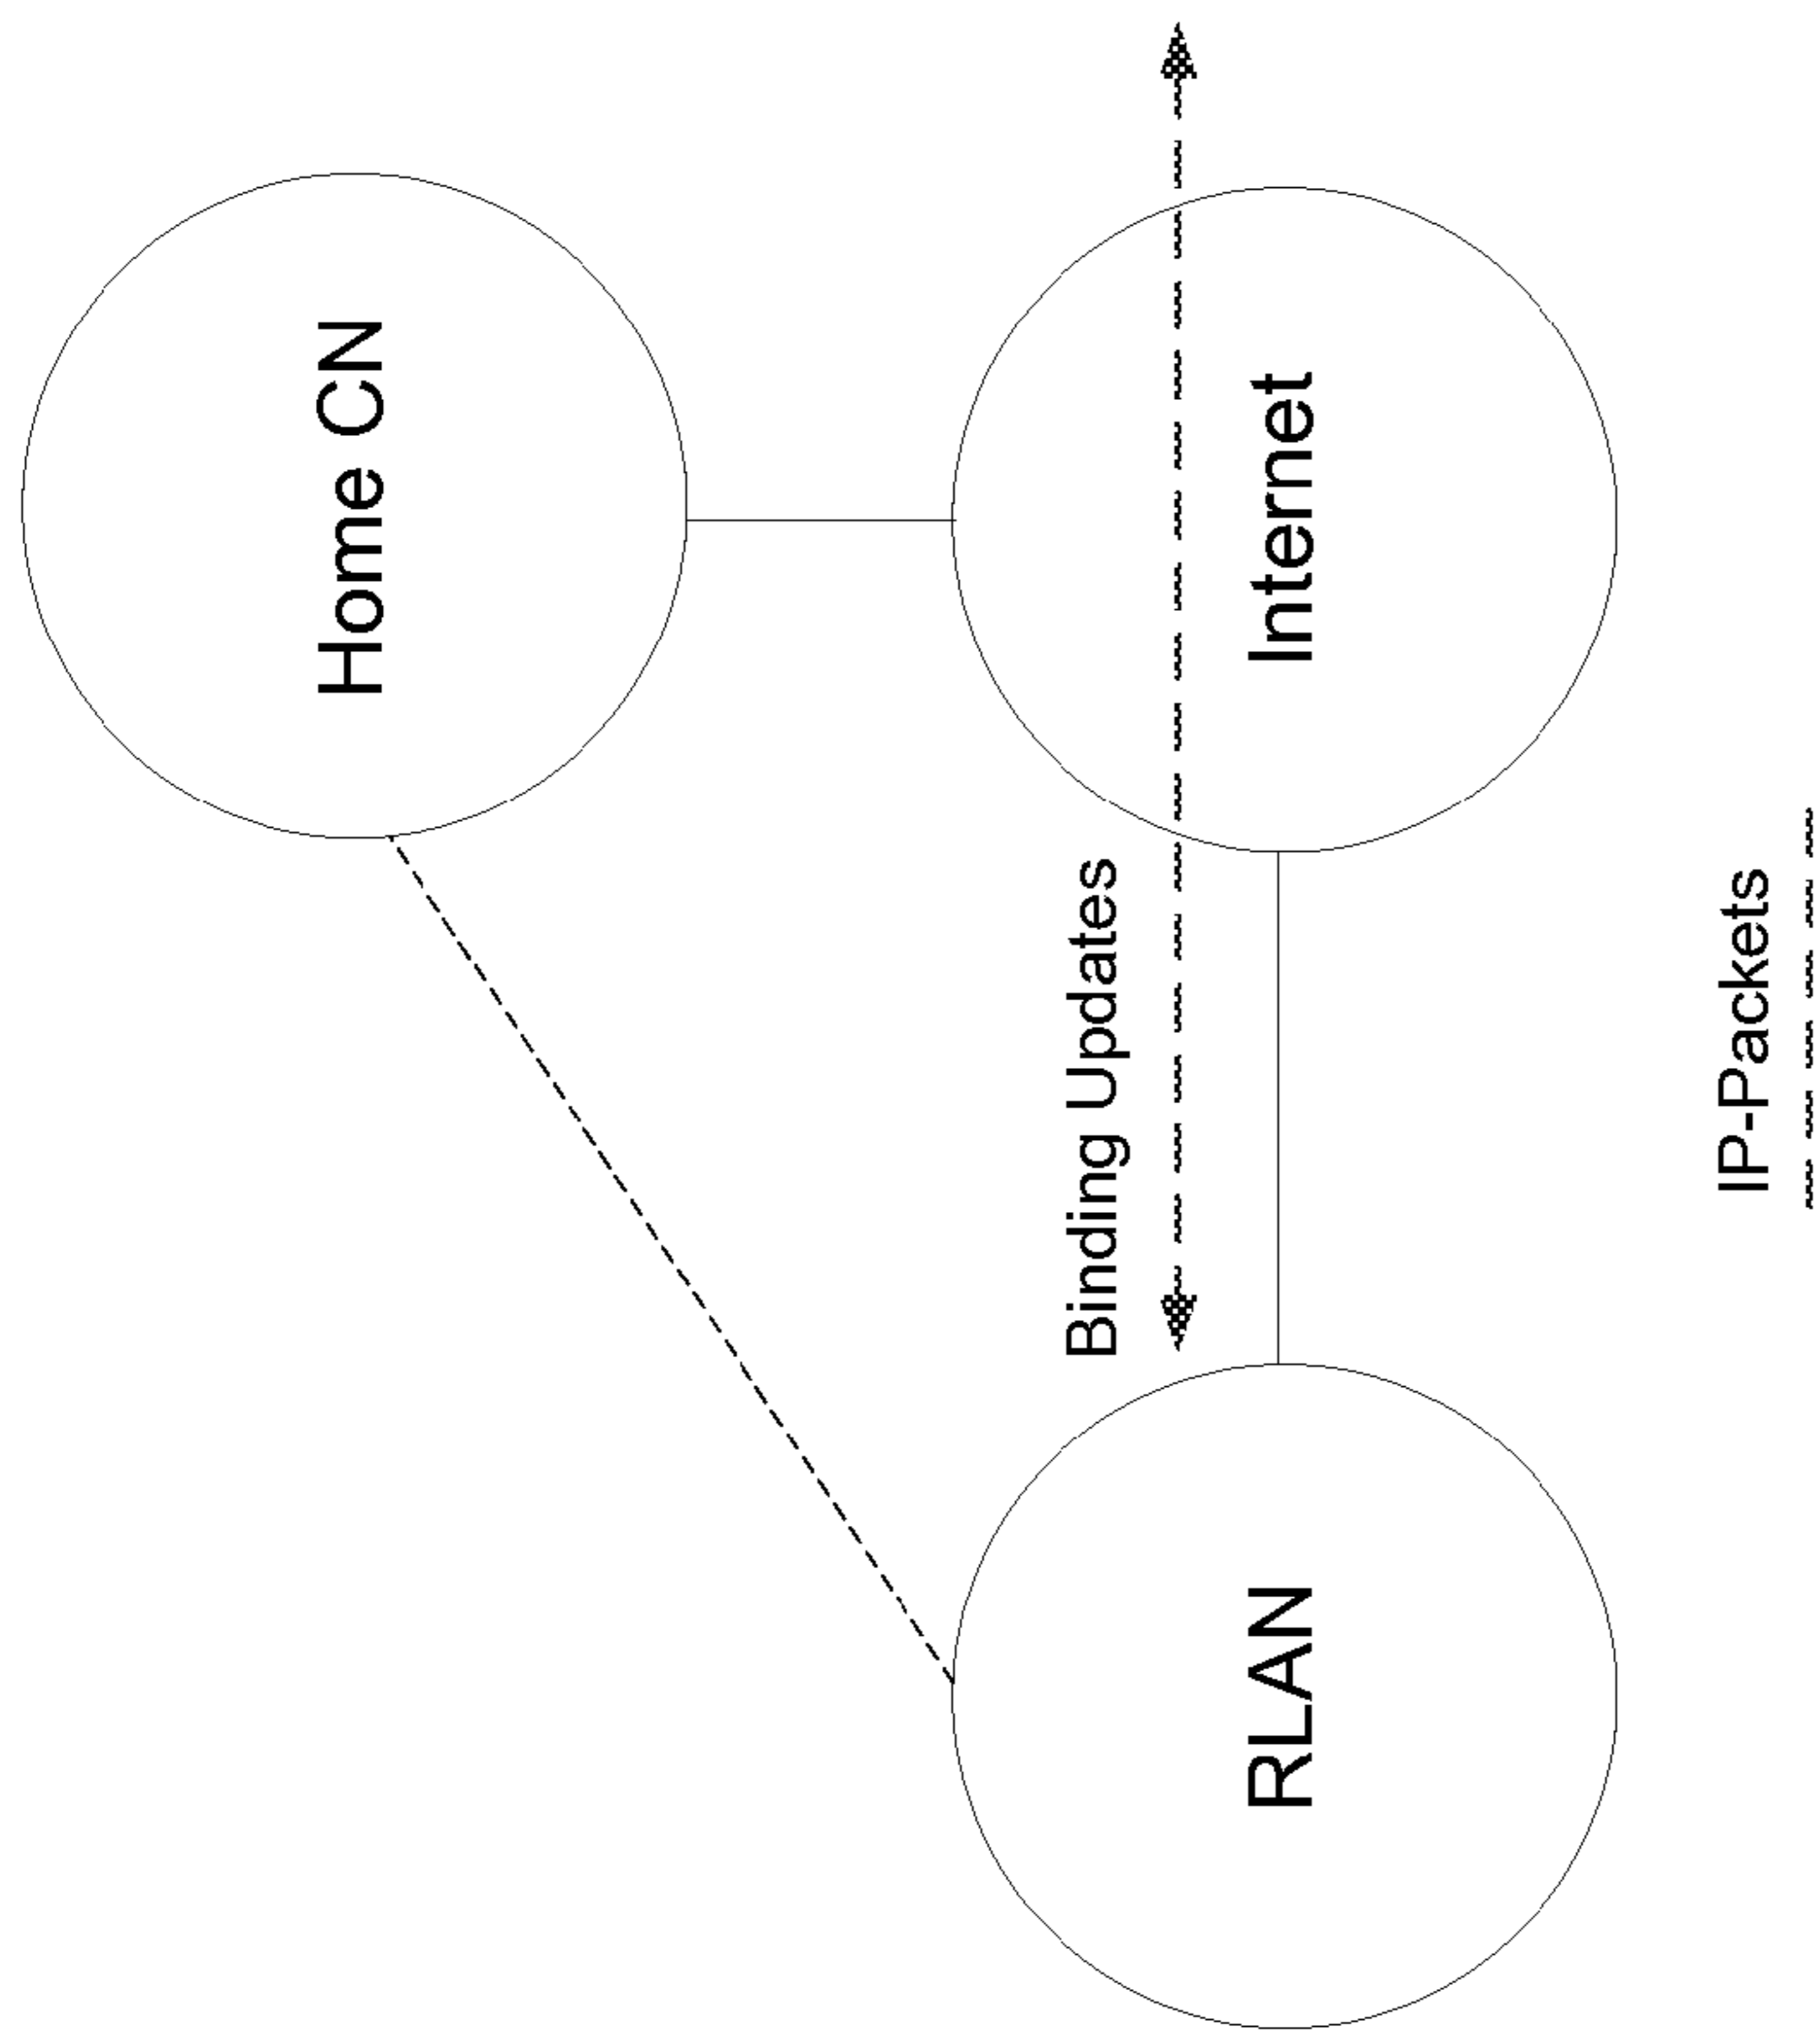 Home CN
Binding Updates
RLAN
Internet
IP-Packets